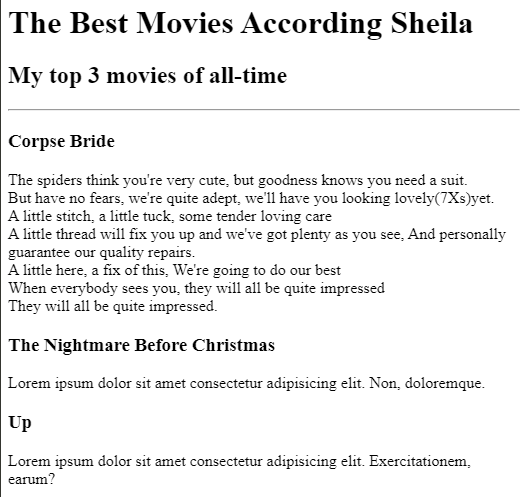 The Best Movies According Sheila
My top 3 movies of all-time
Corpse Bride
The spiders think you're very cute, but goodness knows you need a suit.
But have no fears, we're quite adept, we'll have you looking lovely(7Xs)yet.
A little stitch, a little tuck, some tender loving care
A little thread will fix you up and we've got plenty as you see, And personally
guarantee our quality repairs.
A little here, a fix of this, We're going to do our best
When everybody sees you, they will all be quite impressed
They will all be quite impressed.
The Nightmare Before Christmas
Lorem ipsum dolor sit amet consectetur adipisicing elit. Non, doloremque.
Up
Lorem ipsum dolor sit amet consectetur adipisicing elit. Exercitationem,
earum?